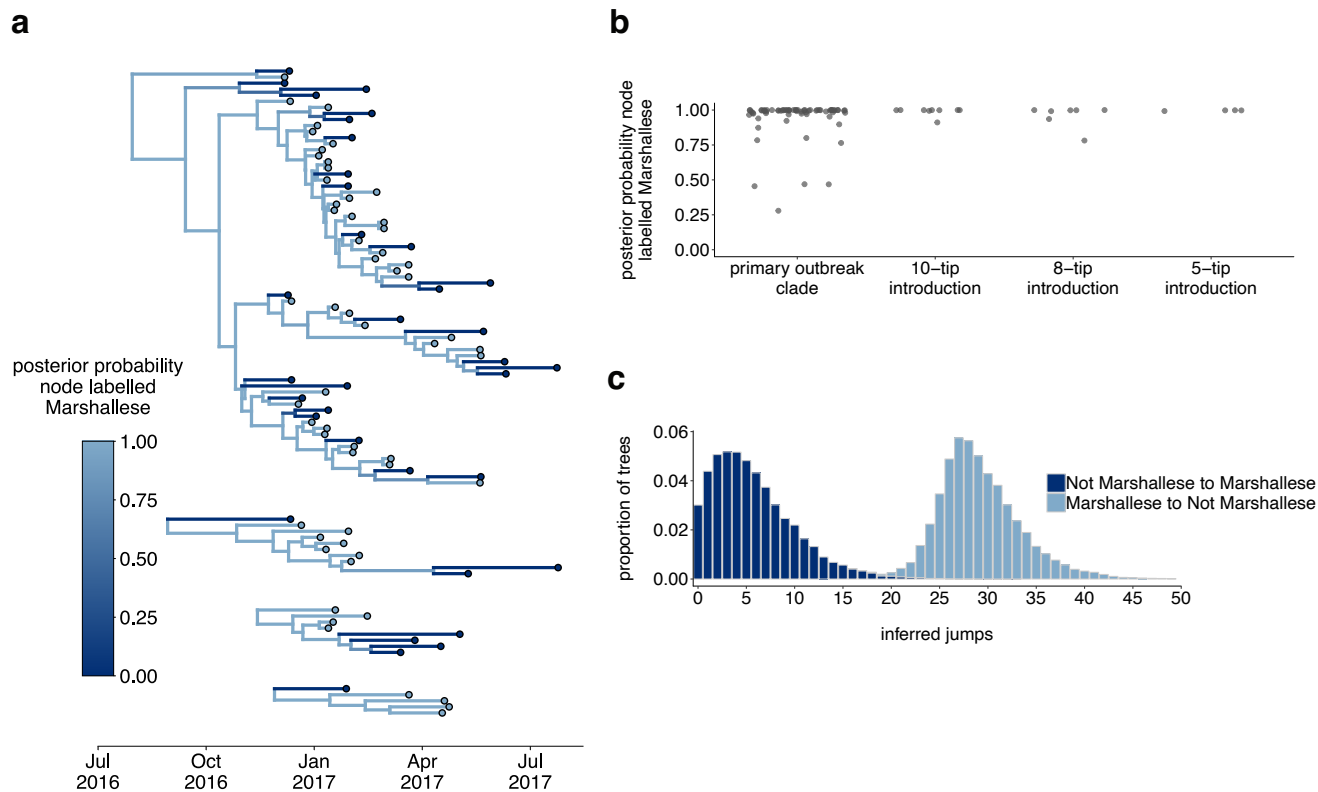 a
posterior probability
node labelled
Marshallese
1.00
0.75
0.50
0.25
0.00
Jul
2016
Oct
2016
Jan
2017
Apr
2017
Jul
2017
b
posterior probability node
labelled Marshallese
1.00
0.75
0.50
0.25
0.00
primary outbreak
clade
10−tip
introduction
8−tip
introduction
5−tip
introduction
c
proportion of trees
0.06
0.04
0.02
0.00
0
5
10
15
20
25
30
35
40
45
50
inferred jumps
Not Marshallese to Marshallese
Marshallese to Not Marshallese